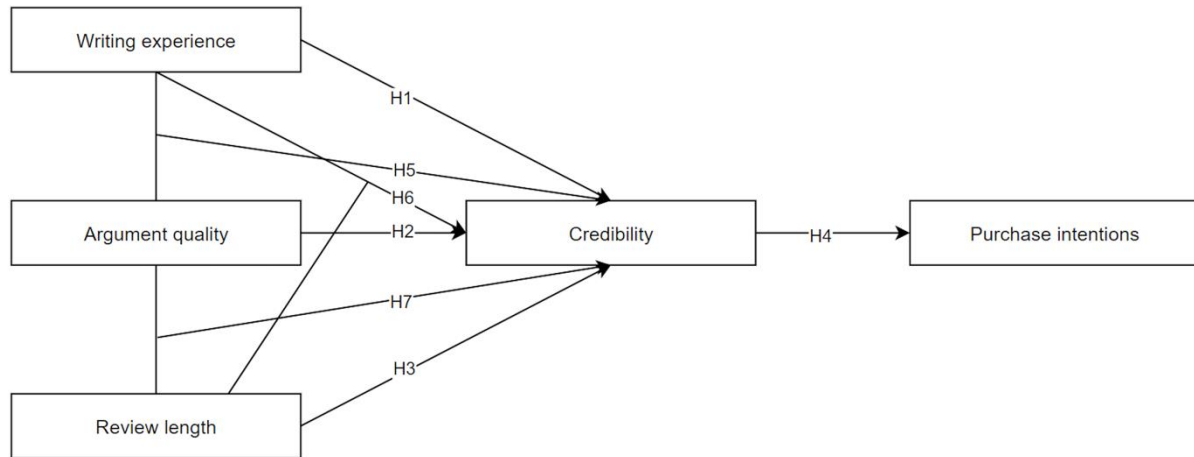 Writing experience
H1
H5
H6
Argument quality
H2
Credibility
H4
Purchase intentions
H7
H3
Review length